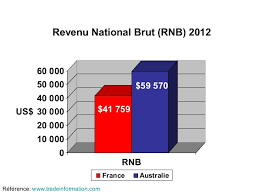 Revenu National Brut (RNB) 2012
60 000
50 000
40 000
US$ 30 000
20 000
10 000
0
$41 759
$59 570
RNB
France Australie
Référence: www.tradeinformation.com